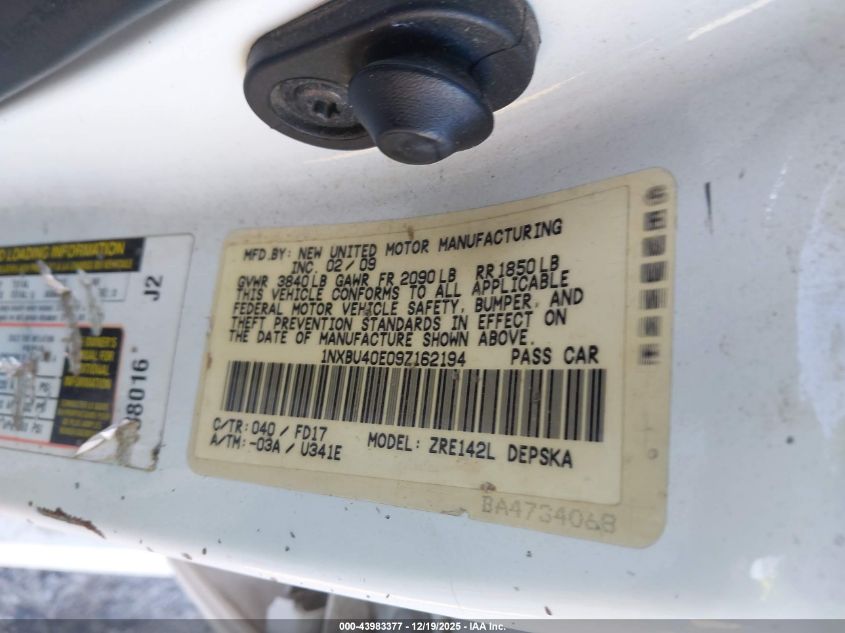 D LOADING INFORMATION
J2
38016
MFD.BY: NEW UNITED MOTOR MANUFACTURING
INC. 02/09
GVWR 3840LB GAWR FR 2090LB RR1850LB
THIS VEHICLE CONFORMS TO ALL APPLICABLE
FEDERAL MOTOR VEHICLE SAFETY, BUMPER, AND
THEFT PREVENTION STANDARDS IN EFFECT ON
THE DATE OF MANUFACTURE SHOWN ABOVE.
1NXBU40E09Z162194 PASS CAR
C/TR: 040 / FD17
A/TM: -03A / U341E
MODEL: ZRE142L DEPSKA
BA4734068
000-43983377 - 12/19/2025 - IAA Inc.